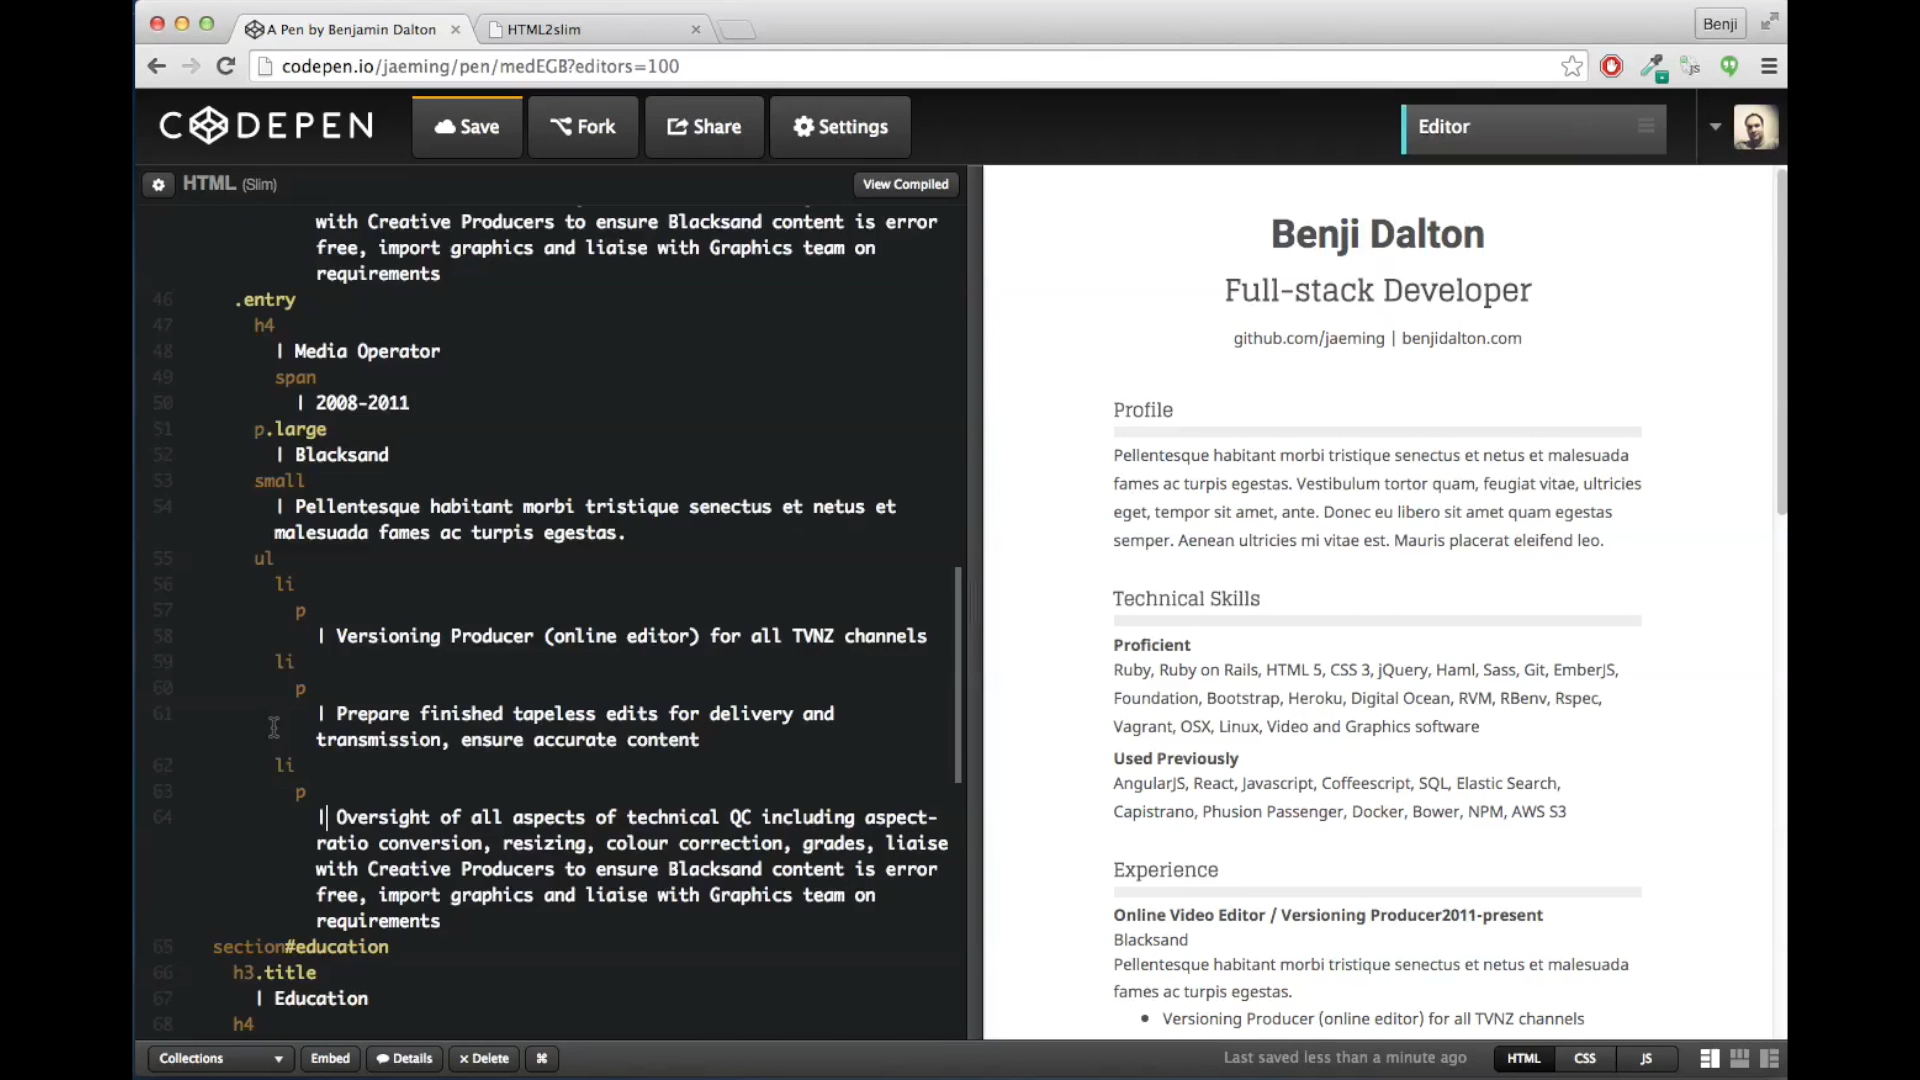 A Pen by Benjamin Dalton
HTML2slim
Benji
codepen.io/jaeming/pen/medEGB?editors=100
js
CODEPEN
Save
Fork
Share
Settings
Editor
HTML (Slim)
View Compiled
with Creative Producers to ensure Blacksand content is error
free, import graphics and liaise with Graphics team on
requirements
46 .entry
47 h4
48 | Media Operator
49 span
50 | 2008-2011
51 p.large
52 | Blacksand
53 small
54 | Pellentesque habitant morbi tristique senectus et netus et
malesuada fames ac turpis egestas.
55 ul
56 li
57 p
58 | Versioning Producer (online editor) for all TVNZ channels
59 li
60 p
61 | Prepare finished tapeless edits for delivery and
transmission, ensure accurate content
62 li
63 p
64 | Oversight of all aspects of technical QC including aspect-
ratio conversion, resizing, colour correction, grades, liaise
with Creative Producers to ensure Blacksand content is error
free, import graphics and liaise with Graphics team on
requirements
65 section#education
66 h3.title
67 | Education
68 h4
Benji Dalton
Full-stack Developer
github.com/jaeming | benjidalton.com
Profile
Pellentesque habitant morbi tristique senectus et netus et malesuada
fames ac turpis egestas. Vestibulum tortor quam, feugiat vitae, ultricies
eget, tempor sit amet, ante. Donec eu libero sit amet quam egestas
semper. Aenean ultricies mi vitae est. Mauris placerat eleifend leo.
Technical Skills
Proficient
Ruby, Ruby on Rails, HTML 5, CSS 3, jQuery, Haml, Sass, Git, EmberJS,
Foundation, Bootstrap, Heroku, Digital Ocean, RVM, RBenv, Rspec,
Vagrant, OSX, Linux, Video and Graphics software
Used Previously
AngularJS, React, Javascript, Coffeescript, SQL, Elastic Search,
Capistrano, Phusion Passenger, Docker, Bower, NPM, AWS S3
Experience
Online Video Editor / Versioning Producer2011-present
Blacksand
Pellentesque habitant morbi tristique senectus et netus et malesuada
fames ac turpis egestas.
• Versioning Producer (online editor) for all TVNZ channels
Collections
Embed
Details
× Delete
⌘
Last saved less than a minute ago
HTML
CSS
JS